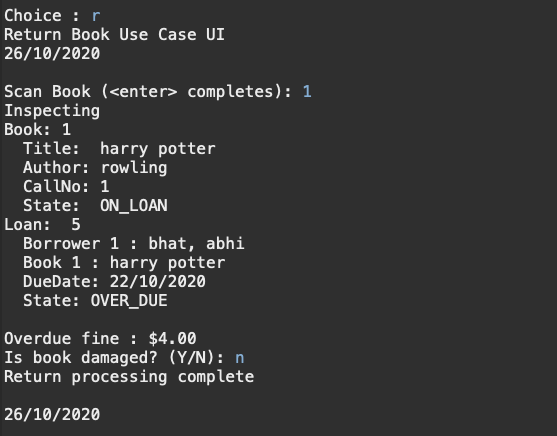 Choice : r
Return Book Use Case UI
26/10/2020
Scan Book (<enter> completes): 1
Inspecting
Book: 1
Title:  harry potter
Author: rowling
CallNo: 1
State:  ON_LOAN
Loan:  5
Borrower 1 : bhat, abhi
Book 1 : harry potter
DueDate: 22/10/2020
State: OVER_DUE
Overdue fine : $4.00
Is book damaged? (Y/N): n
Return processing complete
26/10/2020